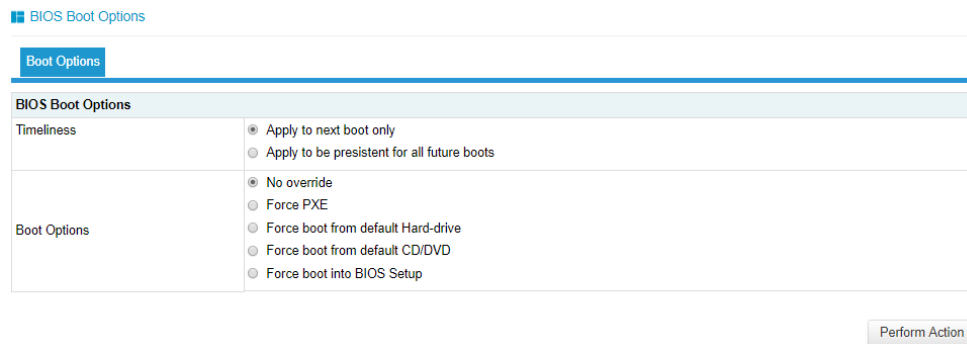 BIOS Boot Options
Boot Options
BIOS Boot Options
Timeliness
Apply to next boot only
Apply to be presistent for all future boots
Boot Options
No override
Force PXE
Force boot from default Hard-drive
Force boot from default CD/DVD
Force boot into BIOS Setup
Perform Action